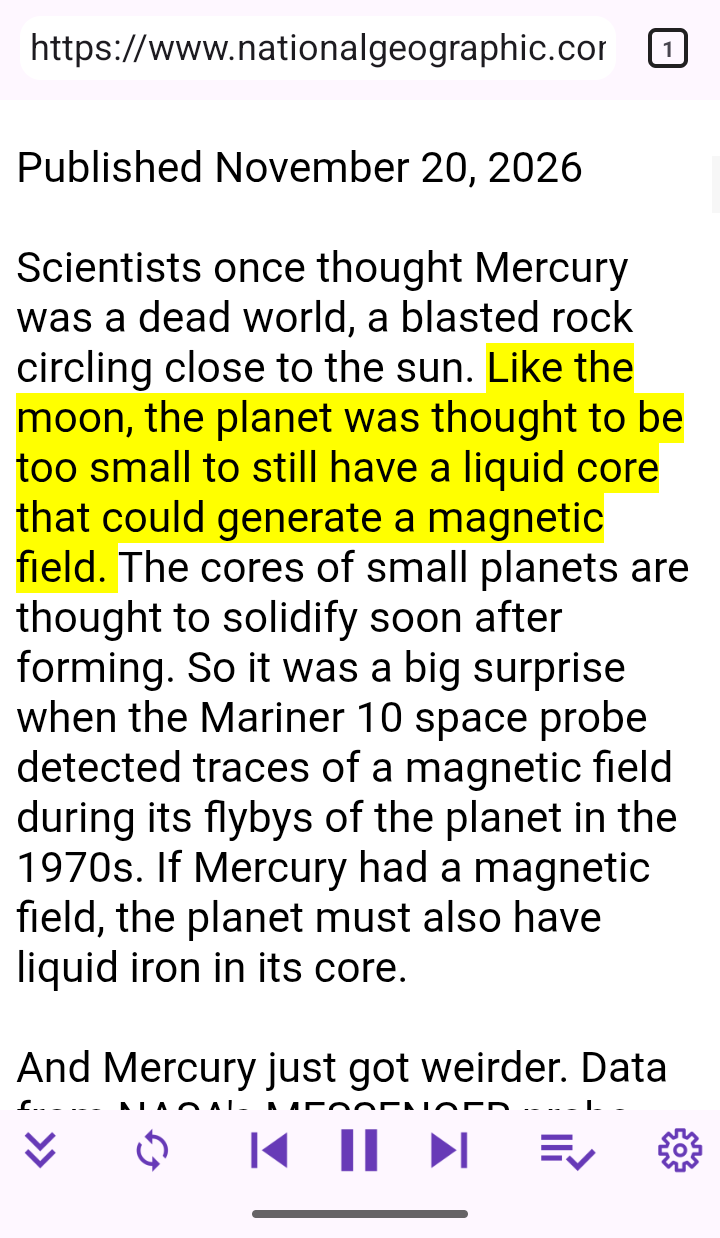 https://www.nationalgeographic.cor
1
Published November 20, 2026
Scientists once thought Mercury
was a dead world, a blasted rock
circling close to the sun. Like the
moon, the planet was thought to be
too small to still have a liquid core
that could generate a magnetic
field. The cores of small planets are
thought to solidify soon after
forming. So it was a big surprise
when the Mariner 10 space probe
detected traces of a magnetic field
during its flybys of the planet in the
1970s. If Mercury had a magnetic
field, the planet must also have
liquid iron in its core.
And Mercury just got weirder. Data
from NASA's MESSENGER probe